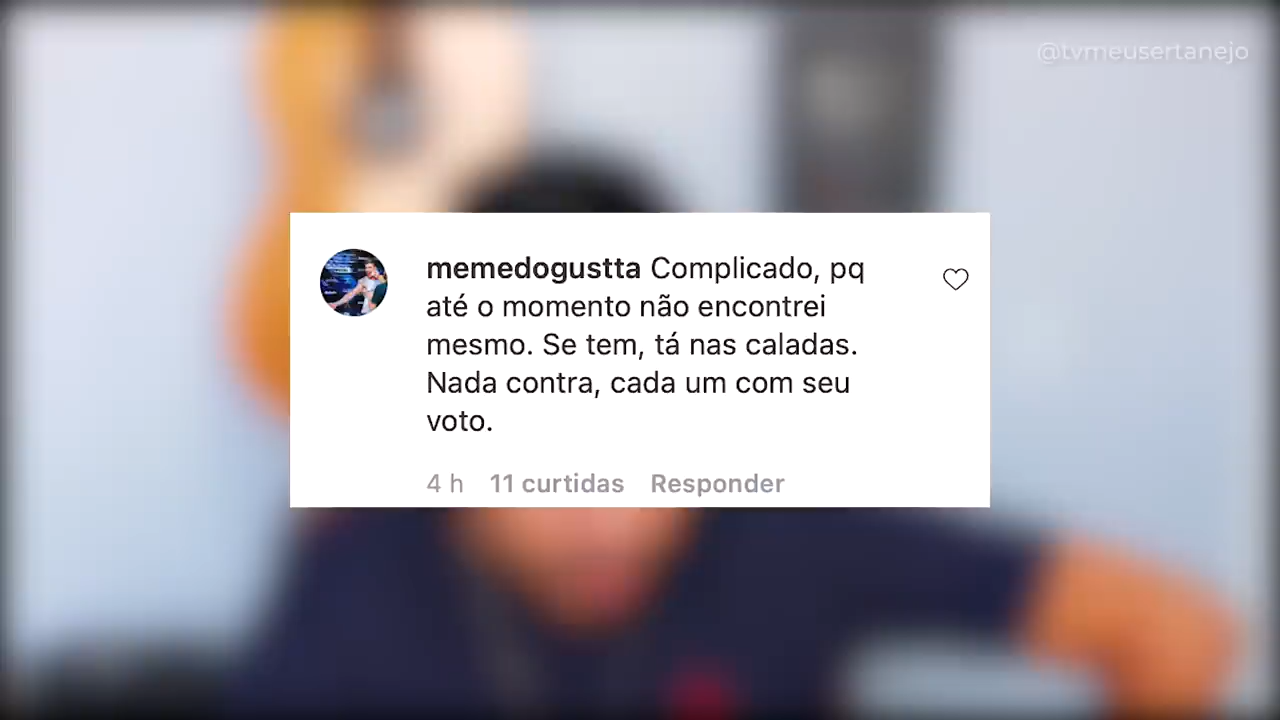 @tvmeusertanejo
memedogustta Complicado, pq
até o momento não encontrei
mesmo. Se tem, tá nas caladas.
Nada contra, cada um com seu
voto.
4 h 11 curtidas Responder